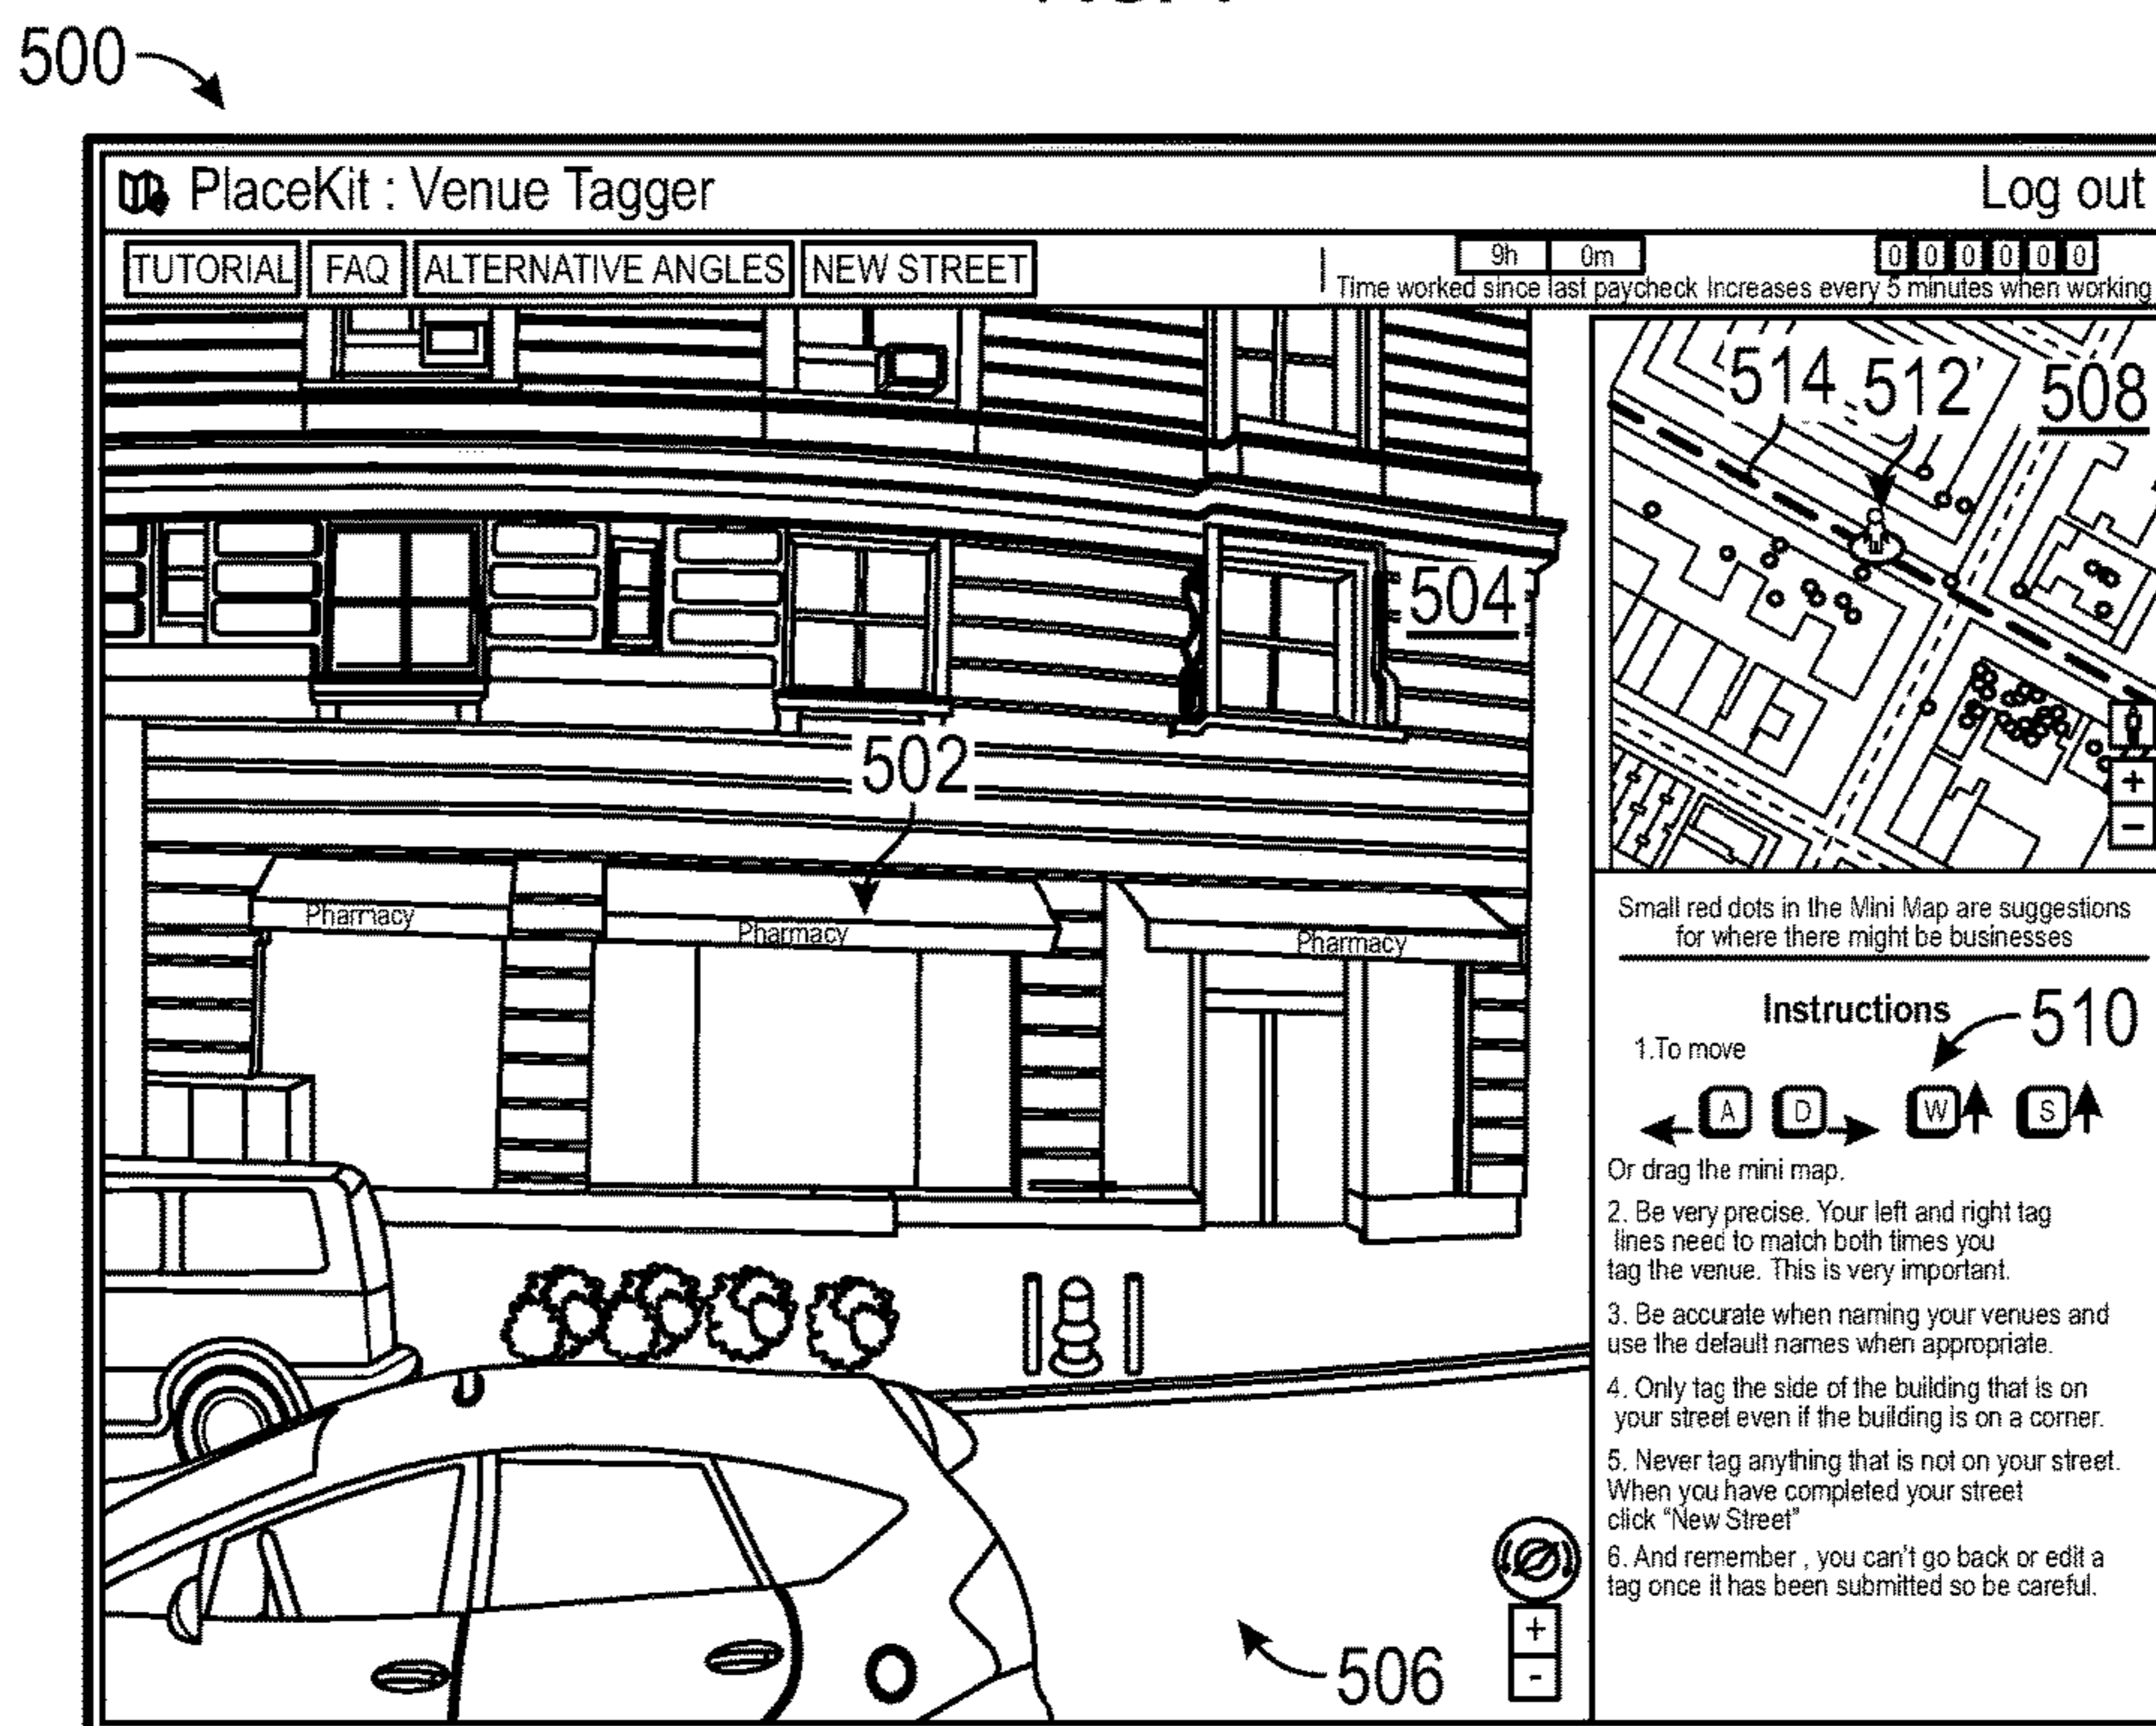 500
PlaceKit : Venue Tagger
Log out
TUTORIAL FAQ ALTERNATIVE ANGLES NEW STREET
9h 0m
0 0 0 0 0 0
Time worked since last paycheck Increases every 5 minutes when working
514 512' 508
504
502
Pharmacy
Pharmacy
Pharmacy
+
-
Small red dots in the Mini Map are suggestions
for where there might be businesses
Instructions
510
1.To move
A D W S
Or drag the mini map.
2. Be very precise. Your left and right tag
lines need to match both times you
tag the venue. This is very important.
3. Be accurate when naming your venues and
use the default names when appropriate.
4. Only tag the side of the building that is on
your street even if the building is on a corner.
5. Never tag anything that is not on your street.
When you have completed your street
click “New Street”
6. And remember , you can't go back or edit a
tag once it has been submitted so be careful.
+
-
506